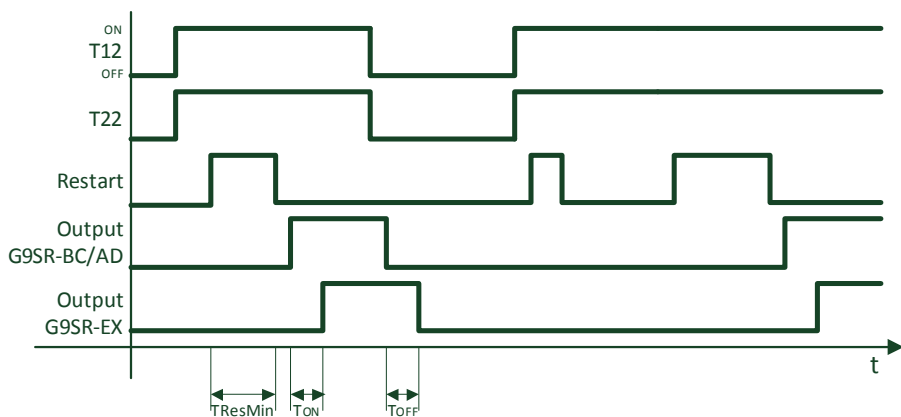 ON
T12
OFF
T22
Restart
Output
G9SR-BC/AD
Output
G9SR-EX
t
TResMin
TON
TOFF